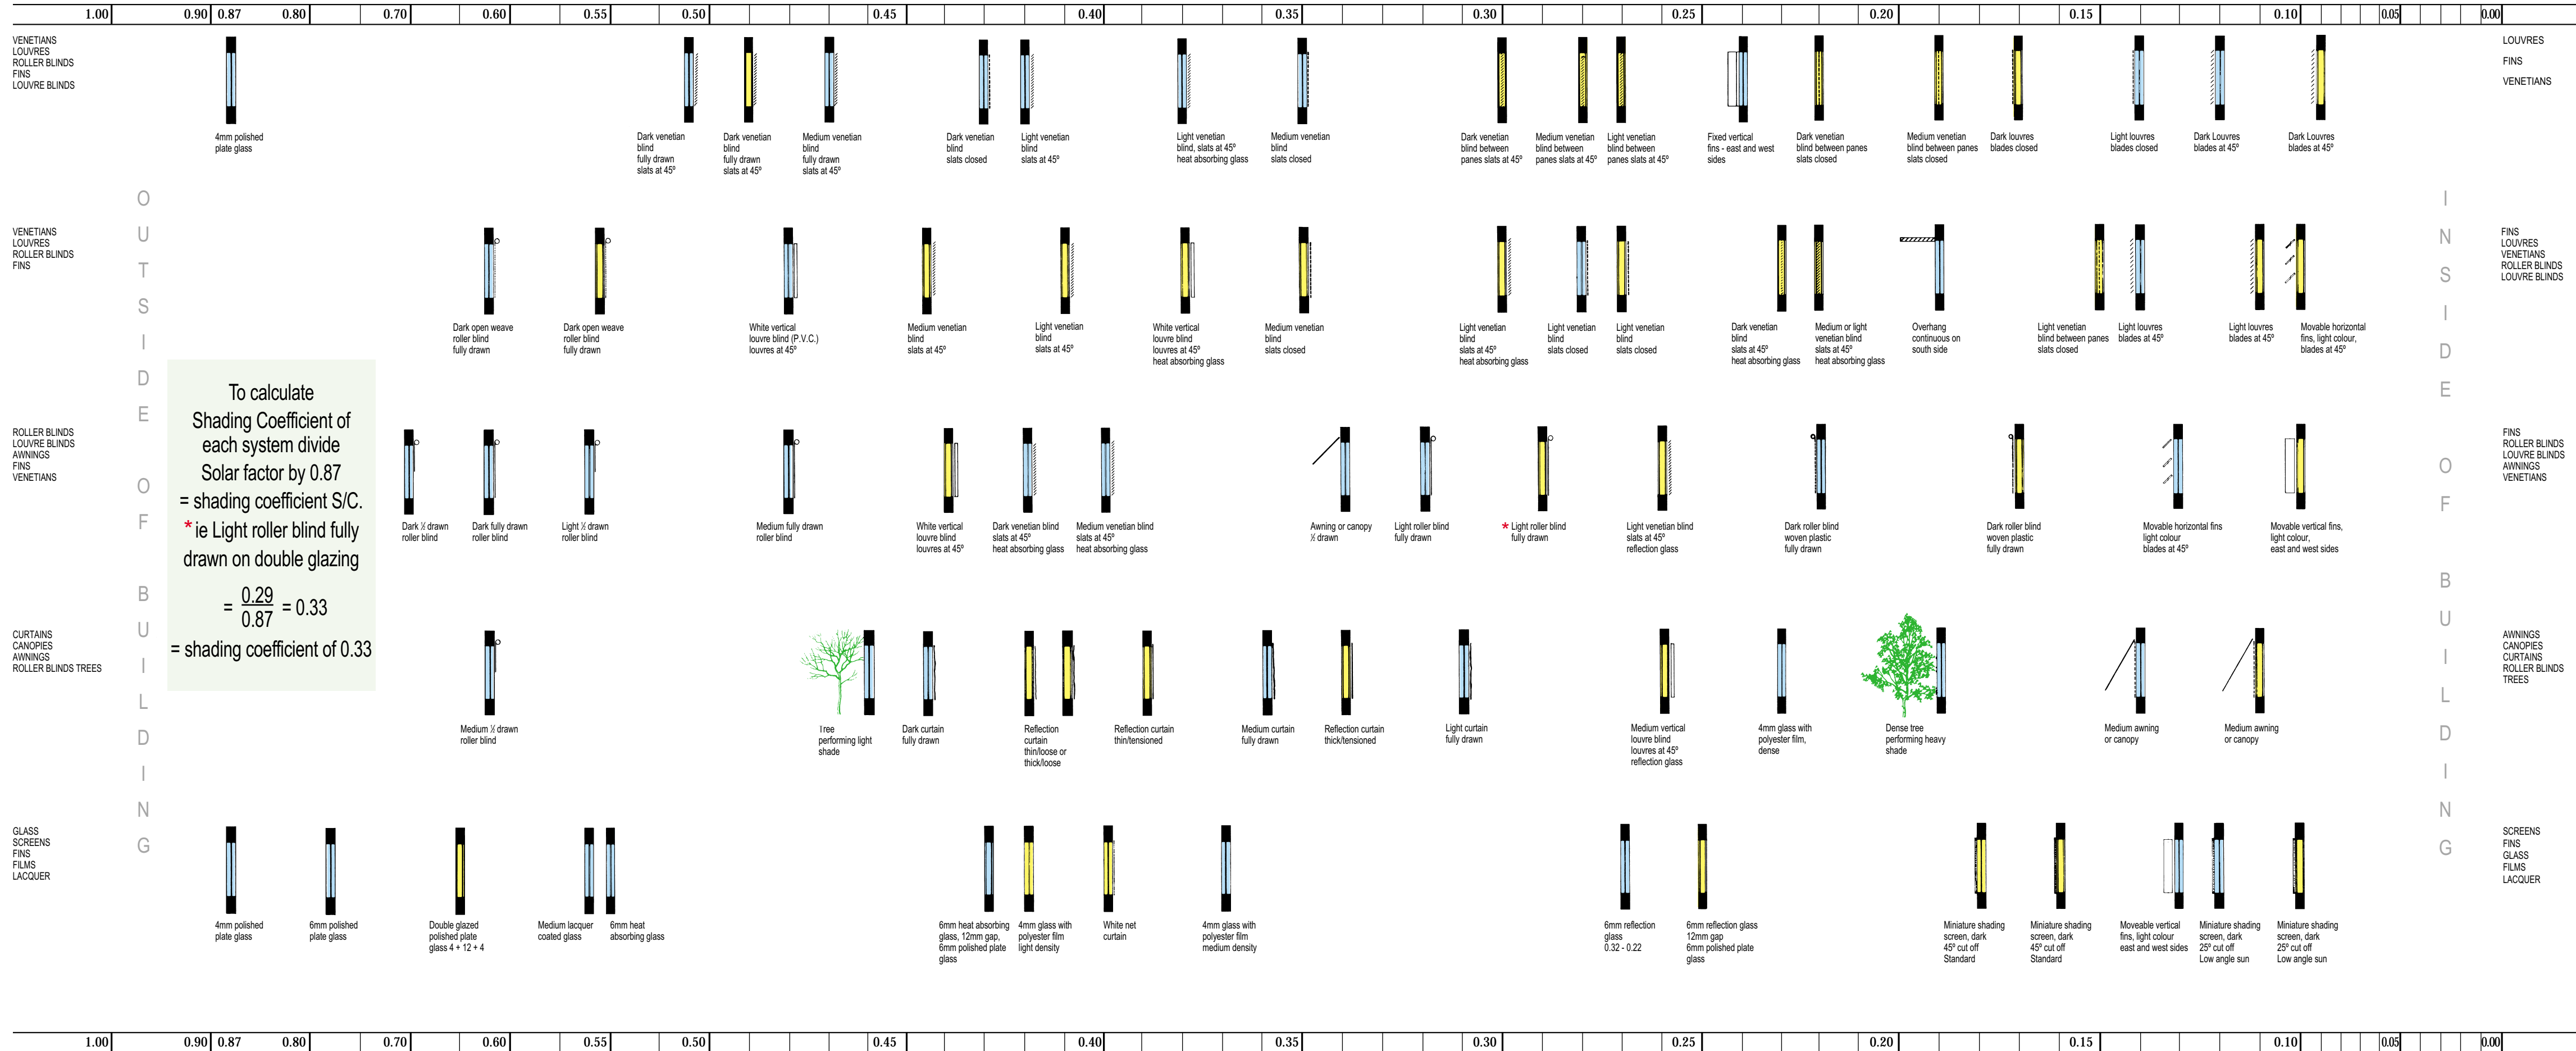 1.00 0.90 0.87 0.80 0.70 0.60 0.55 0.50 0.45 0.40 0.35 0.30 0.25 0.20 0.15 0.10 0.05 0.00
VENETIANS
LOUVRES
ROLLER BLINDS
FINS
LOUVRE BLINDS
4mm polished
plate glass
Dark venetian
blind
fully drawn
slats at 45º
Dark venetian
blind
fully drawn
slats at 45º
Medium venetian
blind
fully drawn
slats at 45º
Dark venetian
blind
slats closed
Light venetian
blind
slats at 45º
Light venetian
blind, slats at 45º
heat absorbing glass
Medium venetian
blind
slats closed
Dark venetian
blind between
panes slats at 45º
Medium venetian
blind between
panes slats at 45º
Light venetian
blind between
panes slats at 45º
Fixed vertical
fins - east and west
sides
Dark venetian
blind between panes
slats closed
Medium venetian
blind between panes
slats closed
Dark louvres
blades closed
Light louvres
blades closed
Dark Louvres
blades at 45º
Dark Louvres
blades at 45º
LOUVRES
FINS
VENETIANS
OUTSIDE OF BUILDING
VENETIANS
LOUVRES
ROLLER BLINDS
FINS
Dark open weave
roller blind
fully drawn
Dark open weave
roller blind
fully drawn
White vertical
louvre blind (P.V.C.)
louvres at 45º
Medium venetian
blind
slats at 45º
Light venetian
blind
slats at 45º
White vertical
louvre blind
louvres at 45º
heat absorbing glass
Medium venetian
blind
slats closed
Light venetian
blind
slats at 45º
heat absorbing glass
Light venetian
blind
slats closed
Light venetian
blind
slats closed
Dark venetian
blind
slats at 45º
heat absorbing glass
Medium or light
venetian blind
slats at 45º
heat absorbing glass
Overhang
continuous on
south side
Light venetian
blind between panes
slats closed
Light louvres
blades at 45º
Light louvres
blades at 45º
Movable horizontal
fins, light colour,
blades at 45º
FINS
LOUVRES
VENETIANS
ROLLER BLINDS
LOUVRE BLINDS
INSIDE OF BUILDING
To calculate
Shading Coefficient of
each system divide
Solar factor by 0.87
= shading coefficient S/C.
* ie Light roller blind fully
drawn on double glazing
= 0.29 / 0.87 = 0.33
= shading coefficient of 0.33
ROLLER BLINDS
LOUVRE BLINDS
AWNINGS
FINS
VENETIANS
Dark ½ drawn
roller blind
Dark fully drawn
roller blind
Light ½ drawn
roller blind
Medium fully drawn
roller blind
White vertical
louvre blind
louvres at 45º
Dark venetian blind
slats at 45º
heat absorbing glass
Medium venetian blind
slats at 45º
heat absorbing glass
Awning or canopy
drawn
Light roller blind
fully drawn
* Light roller blind
fully drawn
Light venetian blind
slats at 45º
reflection glass
Dark roller blind
woven plastic
fully drawn
Dark roller blind
woven plastic
fully drawn
Movable horizontal fins
light colour
blades at 45º
Movable vertical fins,
light colour,
east and west sides
FINS
ROLLER BLINDS
LOUVRE BLINDS
AWNINGS
VENETIANS
CURTAINS
CANOPIES
AWNINGS
ROLLER BLINDS TREES
Medium ½ drawn
roller blind
Tree
performing light
shade
Dark curtain
fully drawn
Reflection
curtain
thin/loose or
thick/loose
Reflection curtain
thin/tensioned
Medium curtain
fully drawn
Reflection curtain
thick/tensioned
Light curtain
fully drawn
Medium vertical
louvre blind
louvres at 45º
reflection glass
4mm glass with
polyester film,
dense
Dense tree
performing heavy
shade
Medium awning
or canopy
Medium awning
or canopy
AWNINGS
CANOPIES
CURTAINS
ROLLER BLINDS
TREES
GLASS
SCREENS
FINS
FILMS
LACQUER
4mm polished
plate glass
6mm polished
plate glass
Double glazed
polished plate
glass 4 + 12 + 4
Medium lacquer
coated glass
6mm heat
absorbing glass
6mm heat absorbing
glass, 12mm gap,
6mm polished plate
glass
4mm glass with
polyester film
light density
White net
curtain
4mm glass with
polyester film
medium density
6mm reflection
glass
0.32 - 0.22
6mm reflection glass
12mm gap
6mm polished plate
glass
Miniature shading
screen, dark
45º cut off
Standard
Miniature shading
screen, dark
45º cut off
Standard
Moveable vertical
fins, light colour
east and west sides
Miniature shading
screen, dark
25º cut off
Low angle sun
Miniature shading
screen, dark
25º cut off
Low angle sun
SCREENS
FINS
GLASS
FILMS
LACQUER
1.00 0.90 0.87 0.80 0.70 0.60 0.55 0.50 0.45 0.40 0.35 0.30 0.25 0.20 0.15 0.10 0.05 0.00